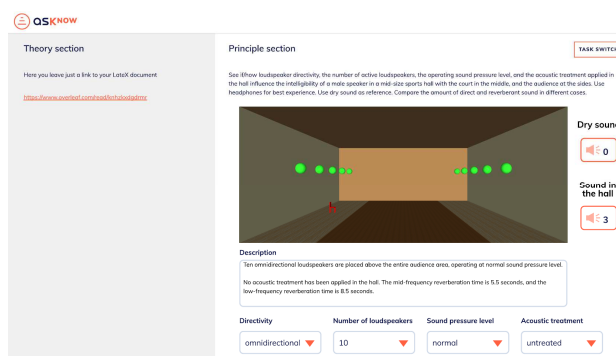 asKNOW
Theory section
Here you leave just a link to your LateX document
Principle section
TASK SWITCH
See if/how loudspeaker directivity, the number of active loudspeakers, the operating sound pressure level, and the acoustic treatment applied in
the hall influence the intelligibility of a male speaker in a mid-size sports hall with the court in the middle, and the audience at the sides. Use
headphones for best experience. Use dry sound as reference. Compare the amount of direct and reverberant sound in different cases.
Dry sound
0
Sound in
the hall
3
Description
Ten omnidirectional loudspeakers are placed above the entire audience area, operating at normal sound pressure level.
No acoustic treatment has been applied in the hall. The mid-frequency reverberation time is 5.5 seconds, and the
low-frequency reverberation time is 8.5 seconds.
Directivity Number of loudspeakers Sound pressure level Acoustic treatment
omnidirectional 10 normal untreated